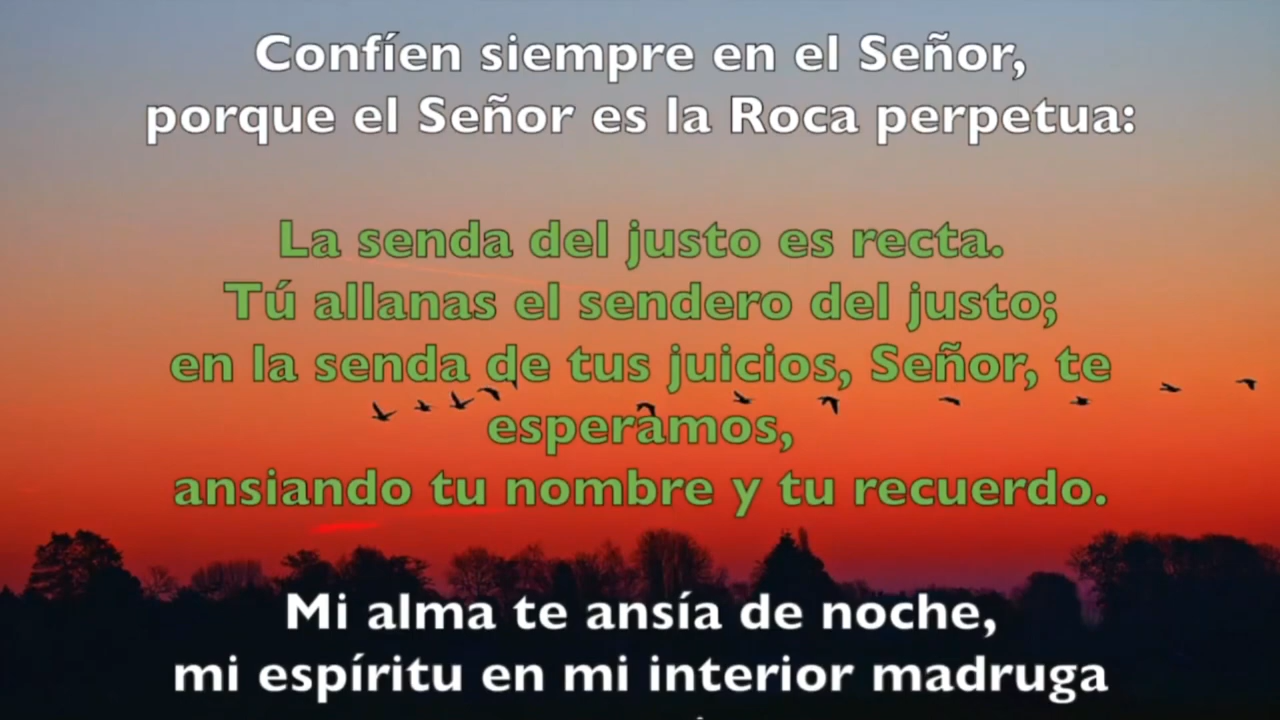 Confíen siempre en el Señor,
porque el Señor es la Roca perpetua:
La senda del justo es recta.
Tú allanas el sendero del justo;
en la senda de tus juicios, Señor, te
esperamos,
ansiando tu nombre y tu recuerdo.
Mi alma te ansía de noche,
mi espíritu en mi interior madruga